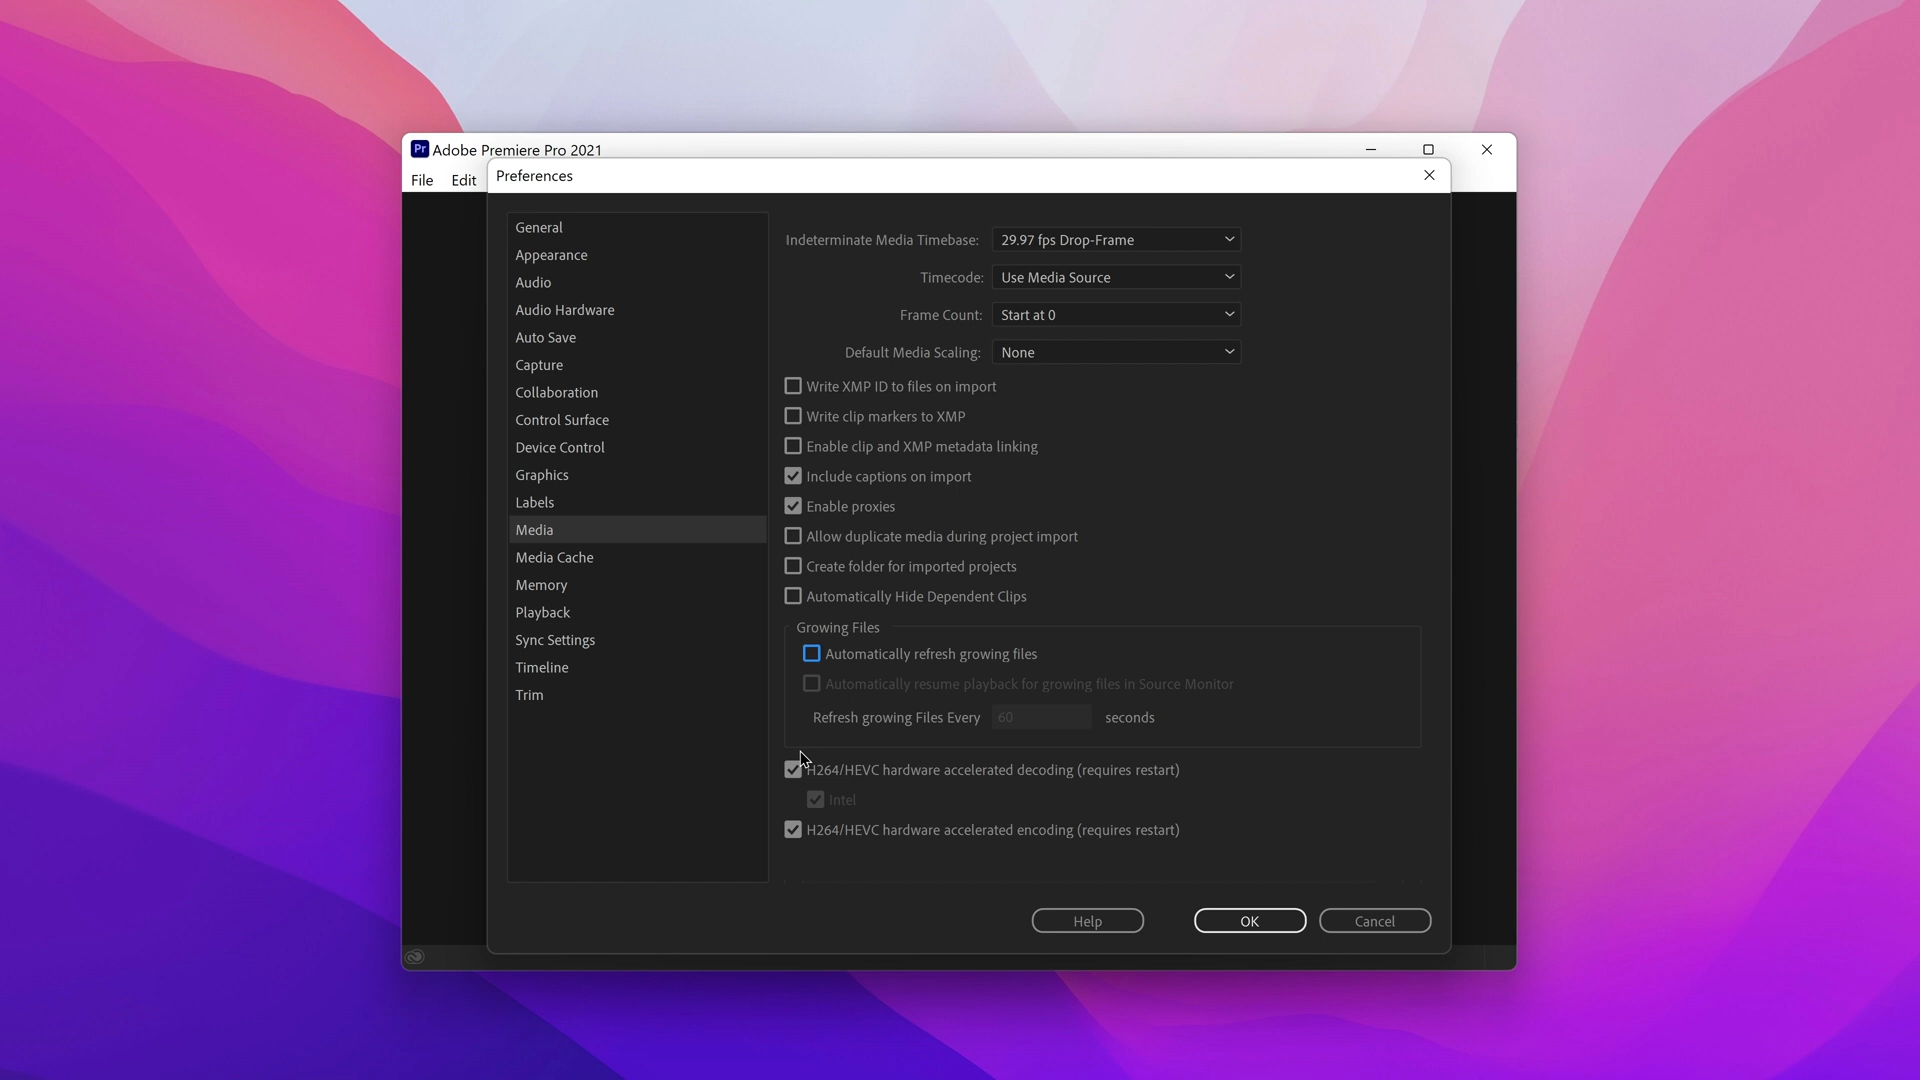 Pr Adobe Premiere Pro 2021
File Edit
Preferences
General
Appearance
Audio
Audio Hardware
Auto Save
Capture
Collaboration
Control Surface
Device Control
Graphics
Labels
Media
Media Cache
Memory
Playback
Sync Settings
Timeline
Trim
Indeterminate Media Timebase: 29.97 fps Drop-Frame
Timecode: Use Media Source
Frame Count: Start at 0
Default Media Scaling: None
Write XMP ID to files on import
Write clip markers to XMP
Enable clip and XMP metadata linking
Include captions on import
Enable proxies
Allow duplicate media during project import
Create folder for imported projects
Automatically Hide Dependent Clips
Growing Files
Automatically refresh growing files
Automatically resume playback for growing files in Source Monitor
Refresh growing Files Every 60 seconds
H264/HEVC hardware accelerated decoding (requires restart)
Intel
H264/HEVC hardware accelerated encoding (requires restart)
Help OK Cancel